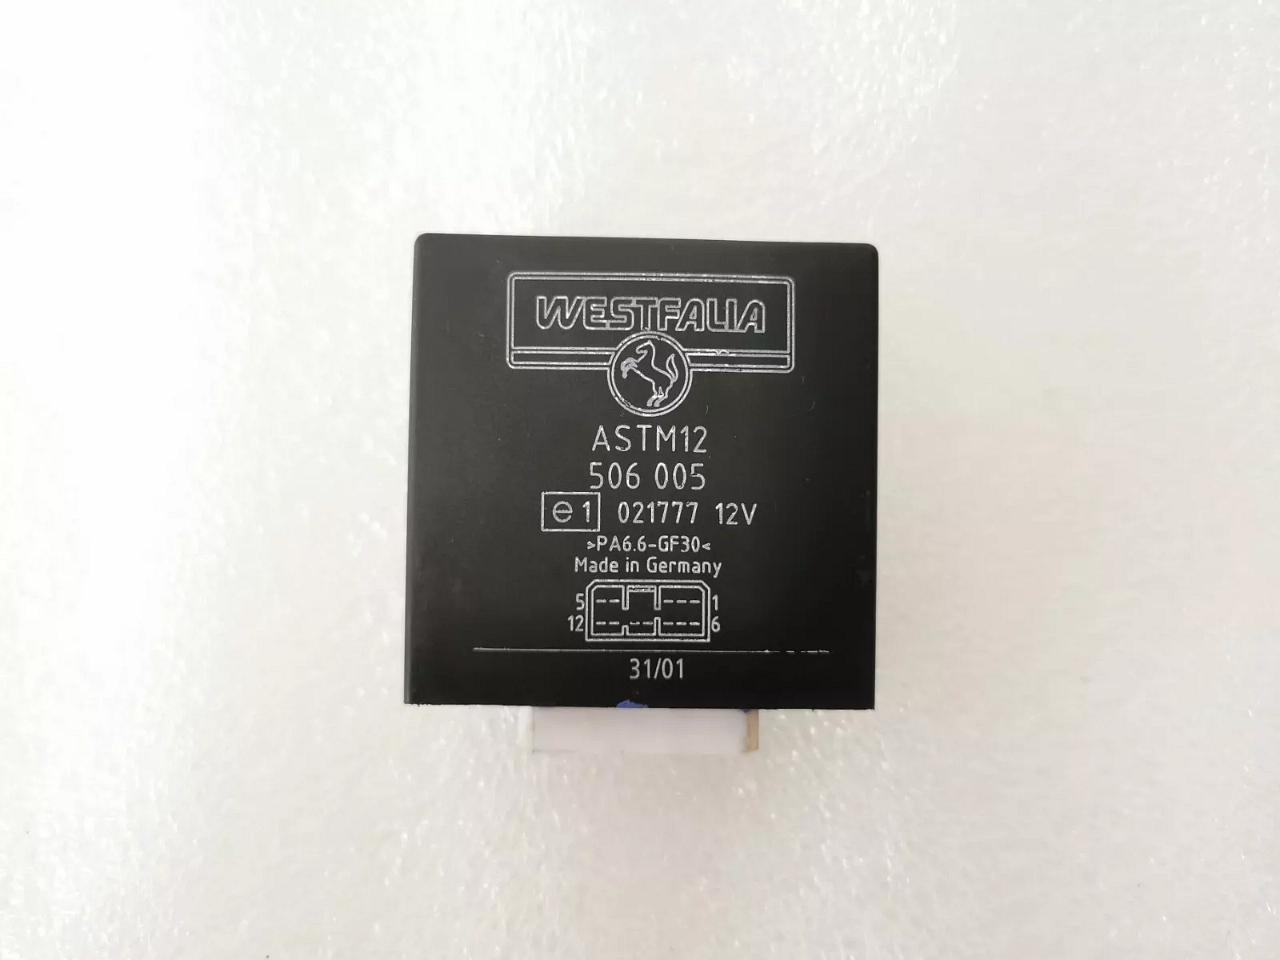 WESTFALIA
ASTM12
506 005
e1 021777 12V
>PA6.6-GF30<
Made in Germany
5 1
12 6
31/01